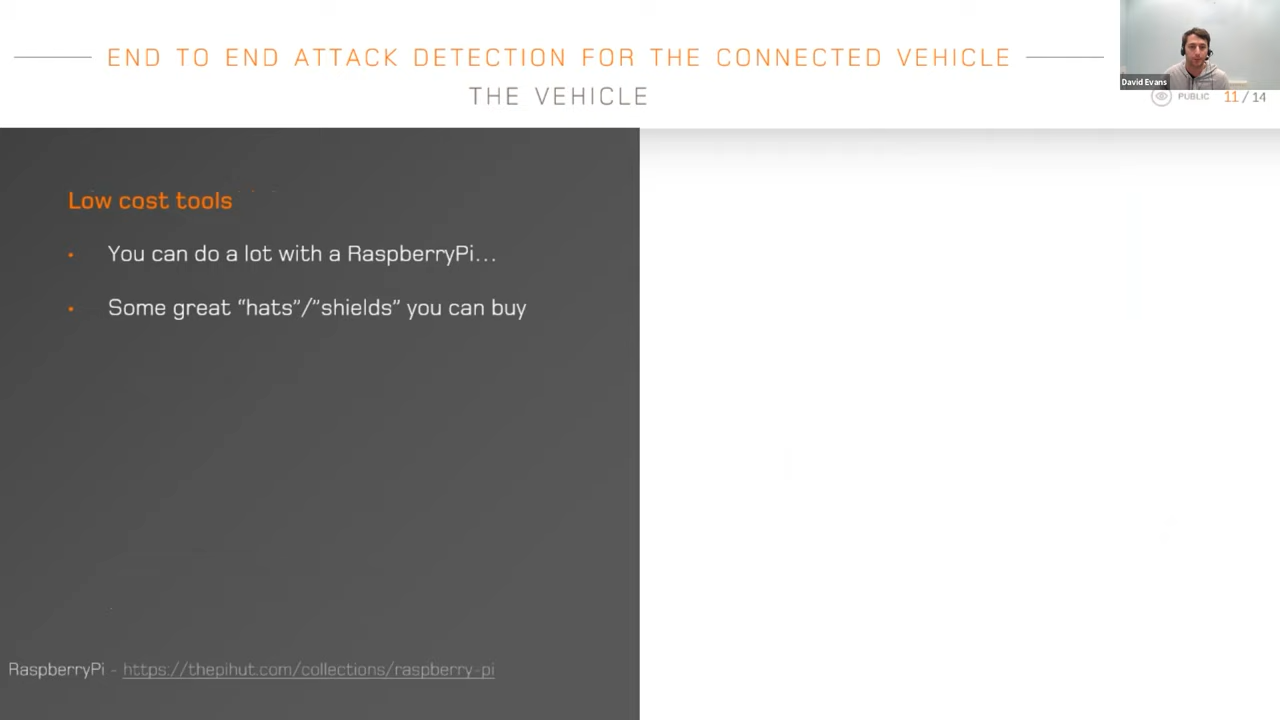 END TO END ATTACK DETECTION FOR THE CONNECTED VEHICLE
THE VEHICLE
David Evans
PUBLIC 11 / 14
Low cost tools
• You can do a lot with a RaspberryPi...
• Some great “hats”/”shields” you can buy
RaspberryPi - https://thepihut.com/collections/raspberry-pi